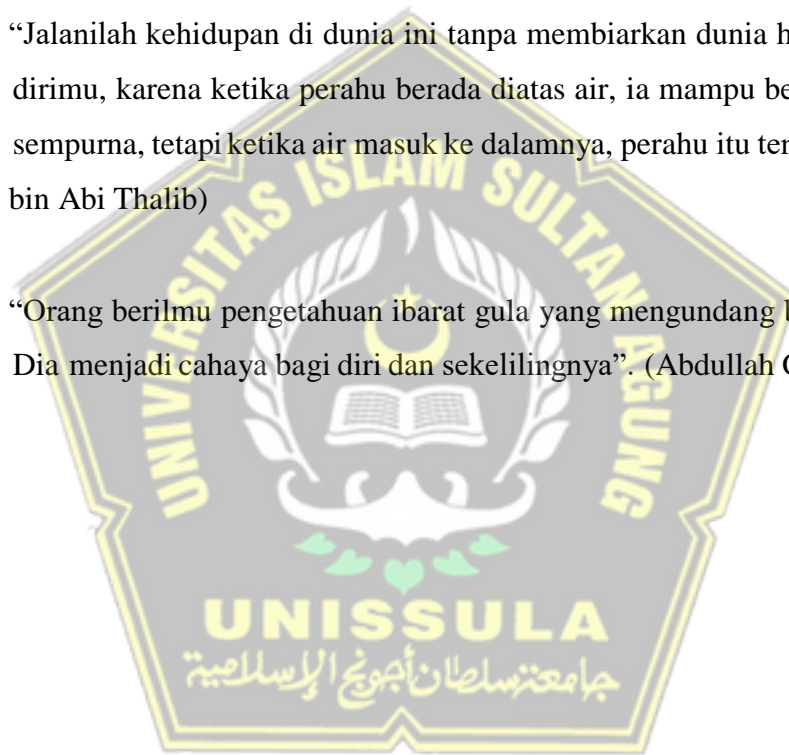 “Jalanilah kehidupan di dunia ini tanpa membiarkan dunia h
dirimu, karena ketika perahu berada diatas air, ia mampu be
sempurna, tetapi ketika air masuk ke dalamnya, perahu itu ten
bin Abi Thalib)
“Orang berilmu pengetahuan ibarat gula yang mengundang
Dia menjadi cahaya bagi diri dan sekelilingnya”. (Abdullah
UNIVERSITAS ISLAM SULTAN AGUNG
UNISSULA
جامعة سلطان أجونج الإسلامية